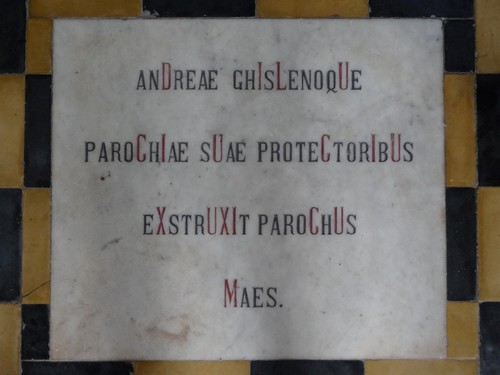 anDreae ghIsLenoqUe
paroChIae sUae proteCtorIbUs
eXstrUXIt paroChUs
Maes.